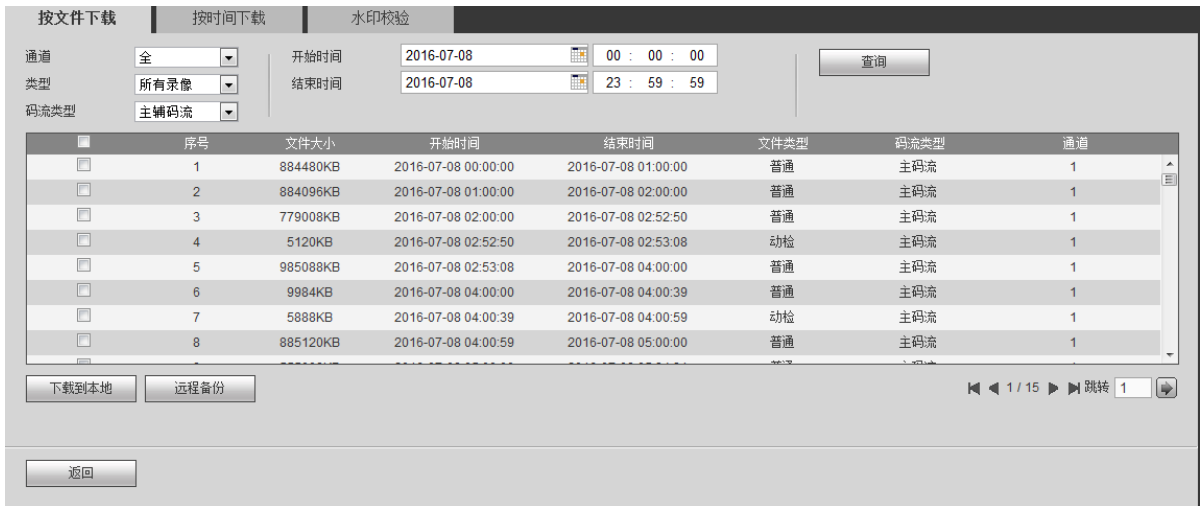 按文件下载 按时间下载 水印校验
通道 全 开始时间 2016-07-08 00 : 00 : 00 查询
类型 所有录像 结束时间 2016-07-08 23 : 59 : 59
码流类型 主辅码流
序号 文件大小 开始时间 结束时间 文件类型 码流类型 通道
1 884480KB 2016-07-08 00:00:00 2016-07-08 01:00:00 普通 主码流 1
2 884096KB 2016-07-08 01:00:00 2016-07-08 02:00:00 普通 主码流 1
3 779008KB 2016-07-08 02:00:00 2016-07-08 02:52:50 普通 主码流 1
4 5120KB 2016-07-08 02:52:50 2016-07-08 02:53:08 动检 主码流 1
5 985088KB 2016-07-08 02:53:08 2016-07-08 04:00:00 普通 主码流 1
6 9984KB 2016-07-08 04:00:00 2016-07-08 04:00:39 普通 主码流 1
7 5888KB 2016-07-08 04:00:39 2016-07-08 04:00:59 动检 主码流 1
8 885120KB 2016-07-08 04:00:59 2016-07-08 05:00:00 普通 主码流 1
下载到本地 远程备份 1 / 15 跳转 1
返回